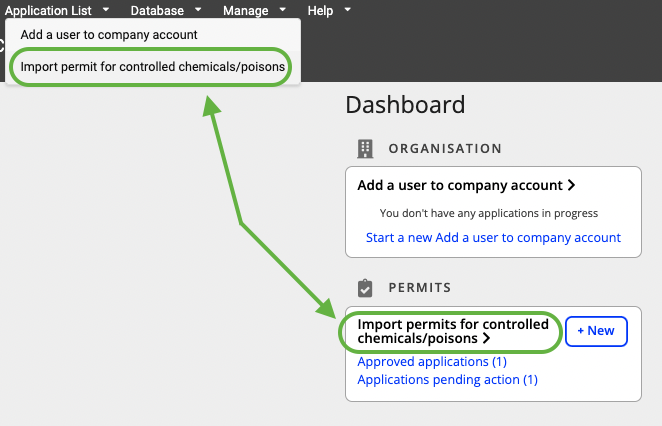 Application List Database Manage Help
Add a user to company account
Import permit for controlled chemicals/poisons
Dashboard
ORGANISATION
Add a user to company account
You don't have any applications in progress
Start a new Add a user to company account
PERMITS
Import permits for controlled
chemicals/poisons
+ New
Approved applications (1)
Applications pending action (1)